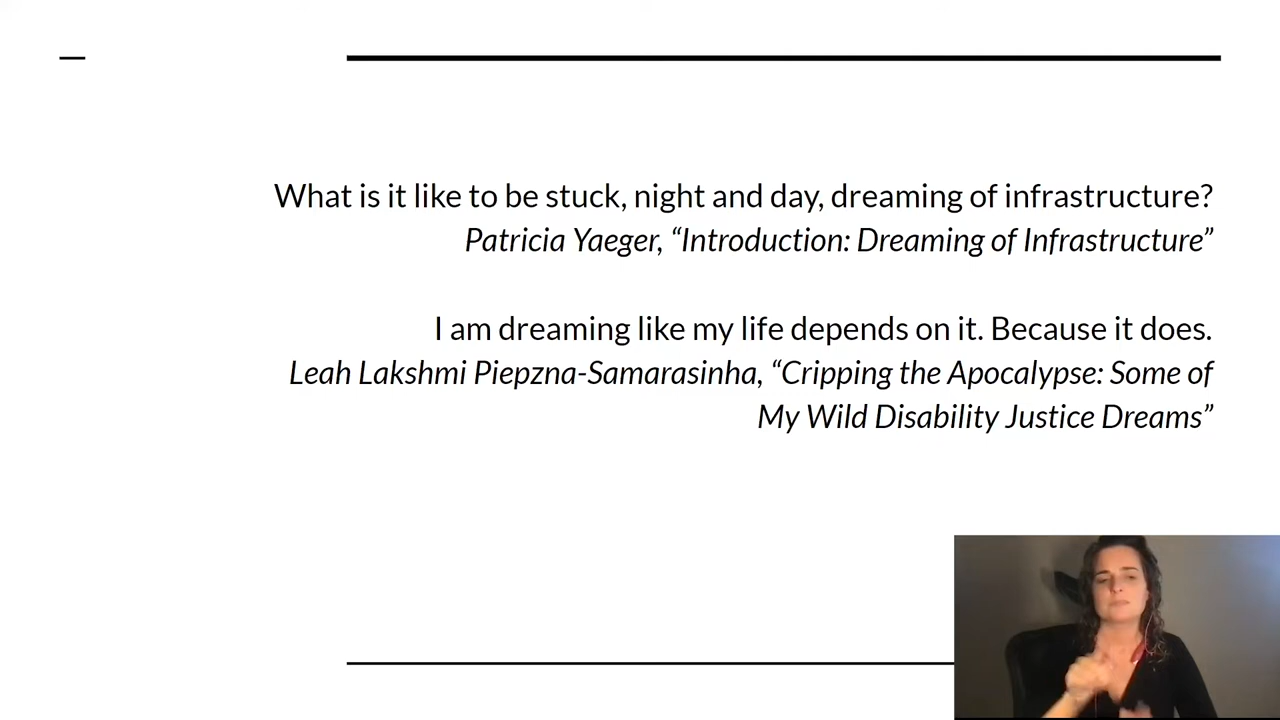 What is it like to be stuck, night and day, dreaming of infrastructure?
Patricia Yaeger, “Introduction: Dreaming of Infrastructure”
I am dreaming like my life depends on it. Because it does.
Leah Lakshmi Piepzna-Samarasinha, “Cripping the Apocalypse: Some of
My Wild Disability Justice Dreams”